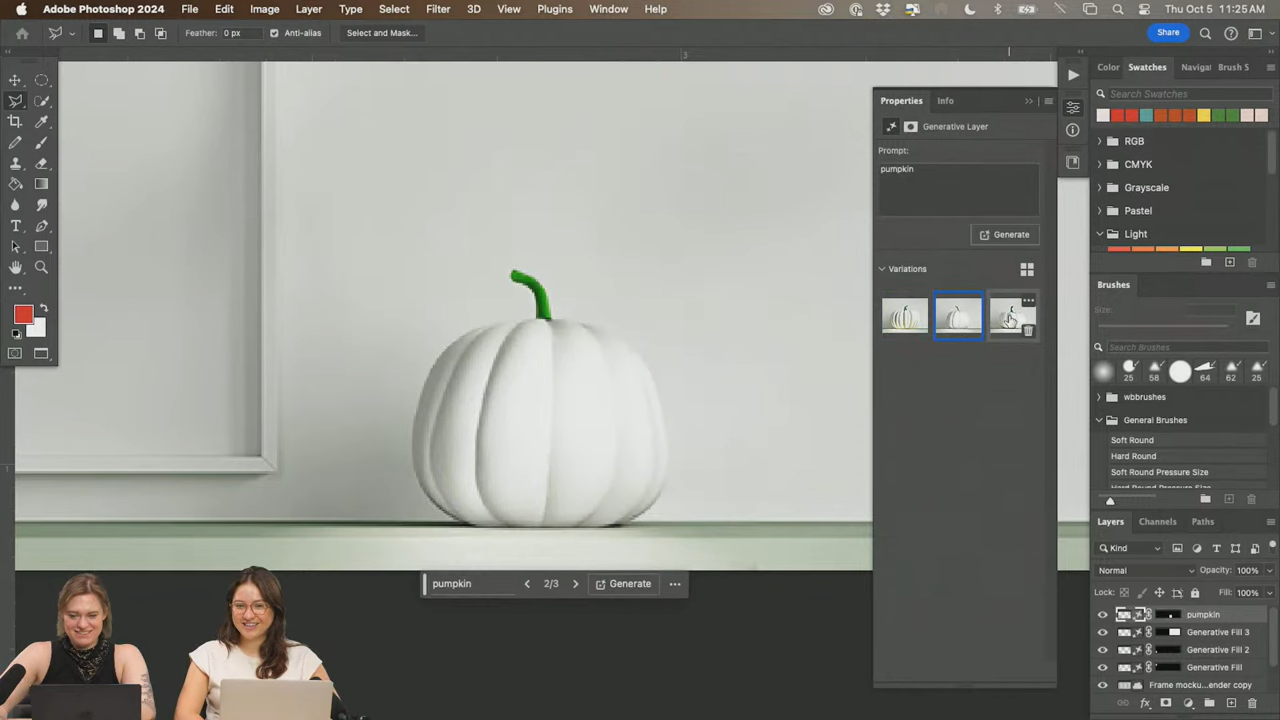 Adobe Photoshop 2024 File Edit Image Layer Type Select Filter 3D View Plugins Window Help Thu Oct 5 11:25 AM
Feather: 0 px Anti-alias Select and Mask... Share
3
Properties Info
Generative Layer
Prompt:
pumpkin
Generate
Variations
pumpkin 2/3 Generate
Color Swatches Navigat Brush S
Search Swatches
RGB
CMYK
Grayscale
Pastel
Light
Brushes
Size:
Search Brushes
25 58 64 62 25
wbbrushes
General Brushes
Soft Round
Hard Round
Soft Round Pressure Size
Layers Channels Paths
Kind
Normal Opacity: 100%
Lock: Fill: 100%
pumpkin
Generative Fill 3
Generative Fill 2
Generative Fill
Frame mocku...ender copy